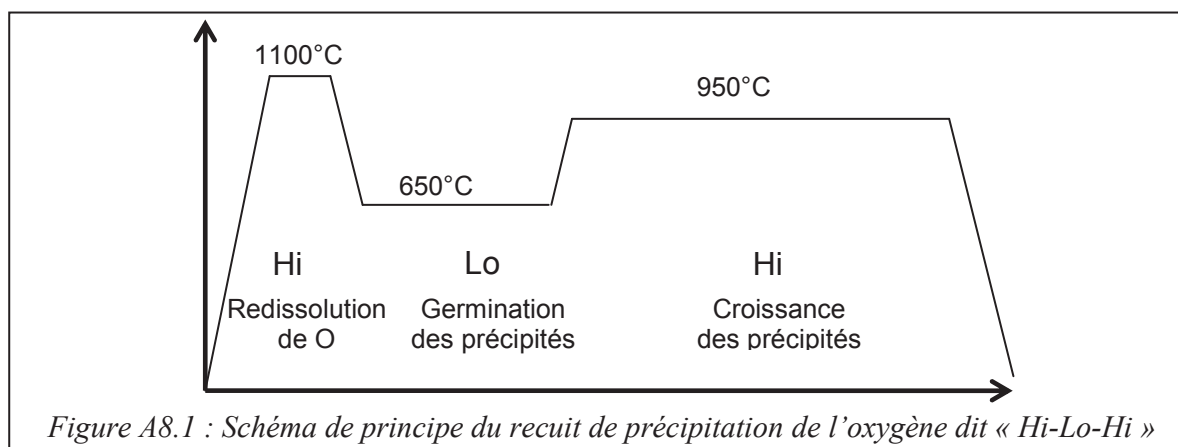 1100°C
950°C
650°C
Hi
Lo
Hi
Redissolution
de O
Germination
des précipités
Croissance
des précipités
Figure A8.1 : Schéma de principe du recuit de précipitation de l'oxygène dit « Hi-Lo-Hi »